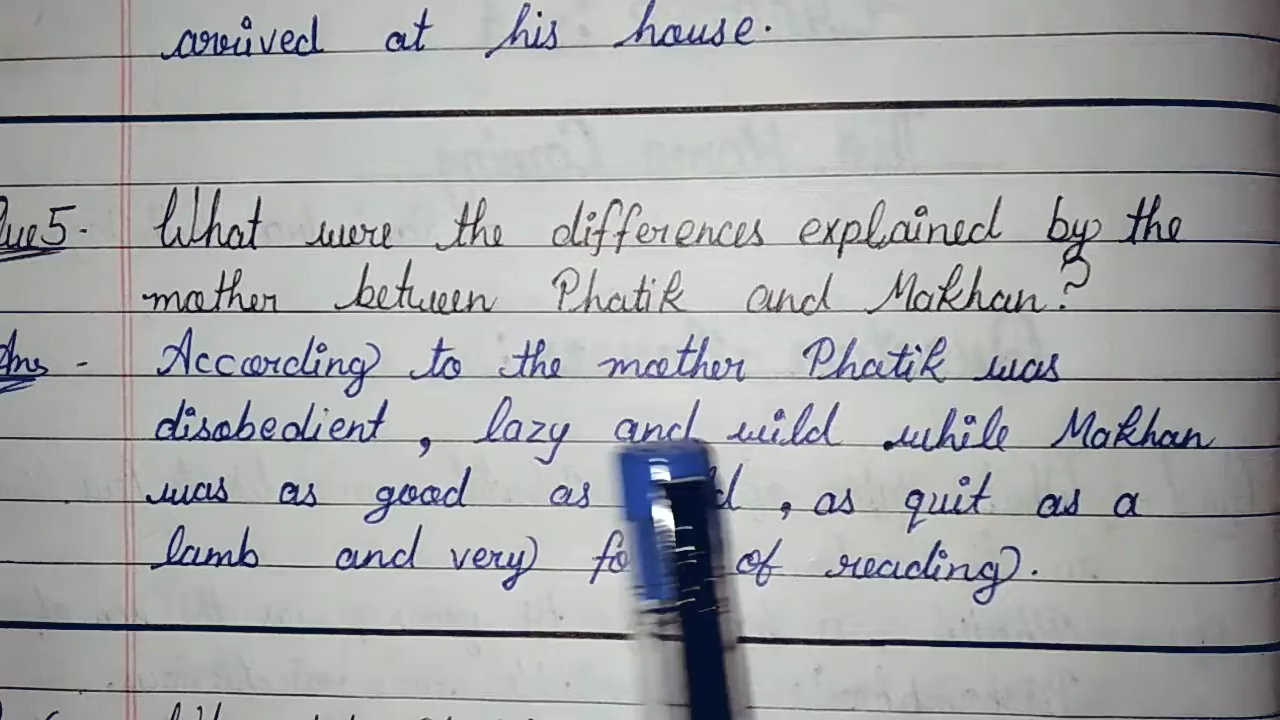 arrived at his house.
Que 5. What were the differences explained by the
mother between Phatik and Makhan?
Ans - According to the mother Phatik was
disobedient, lazy and wild while Makhan
was as good as , as quit as a
lamb and very of reading.